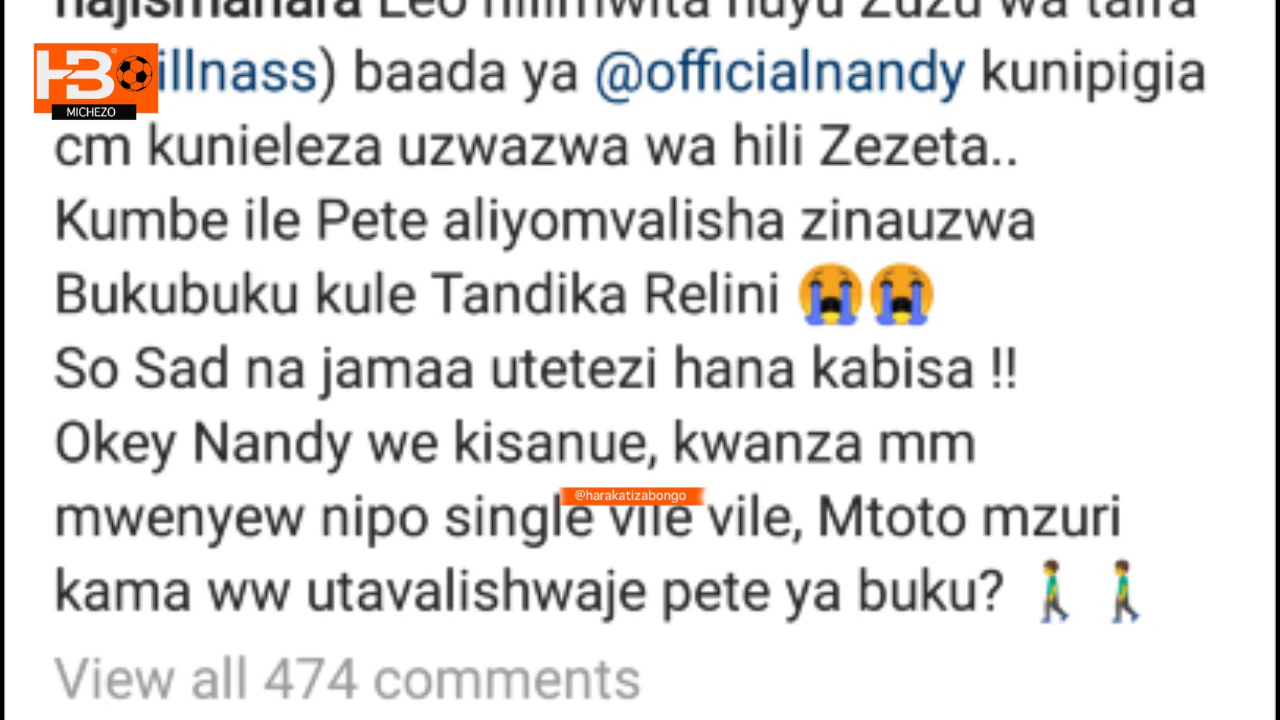 hajismanara Leo nilimwita huyu Zuzu wa taifa
HB
MICHEZO
illnass) baada ya @officialnandy kunipigia
cm kunieleza uzwazwa wa hili Zezeta..
Kumbe ile Pete aliyomvalisha zinauzwa
Bukubuku kule Tandika Relini 😭😭
So Sad na jamaa utetezi hana kabisa !!
Okey Nandy we kisanue, kwanza mm
@harakatizabongo
mwenyew nipo single vile vile, Mtoto mzuri
kama ww utavalishwaje pete ya buku? 🚶‍♂️ 🚶‍♂️
View all 474 comments